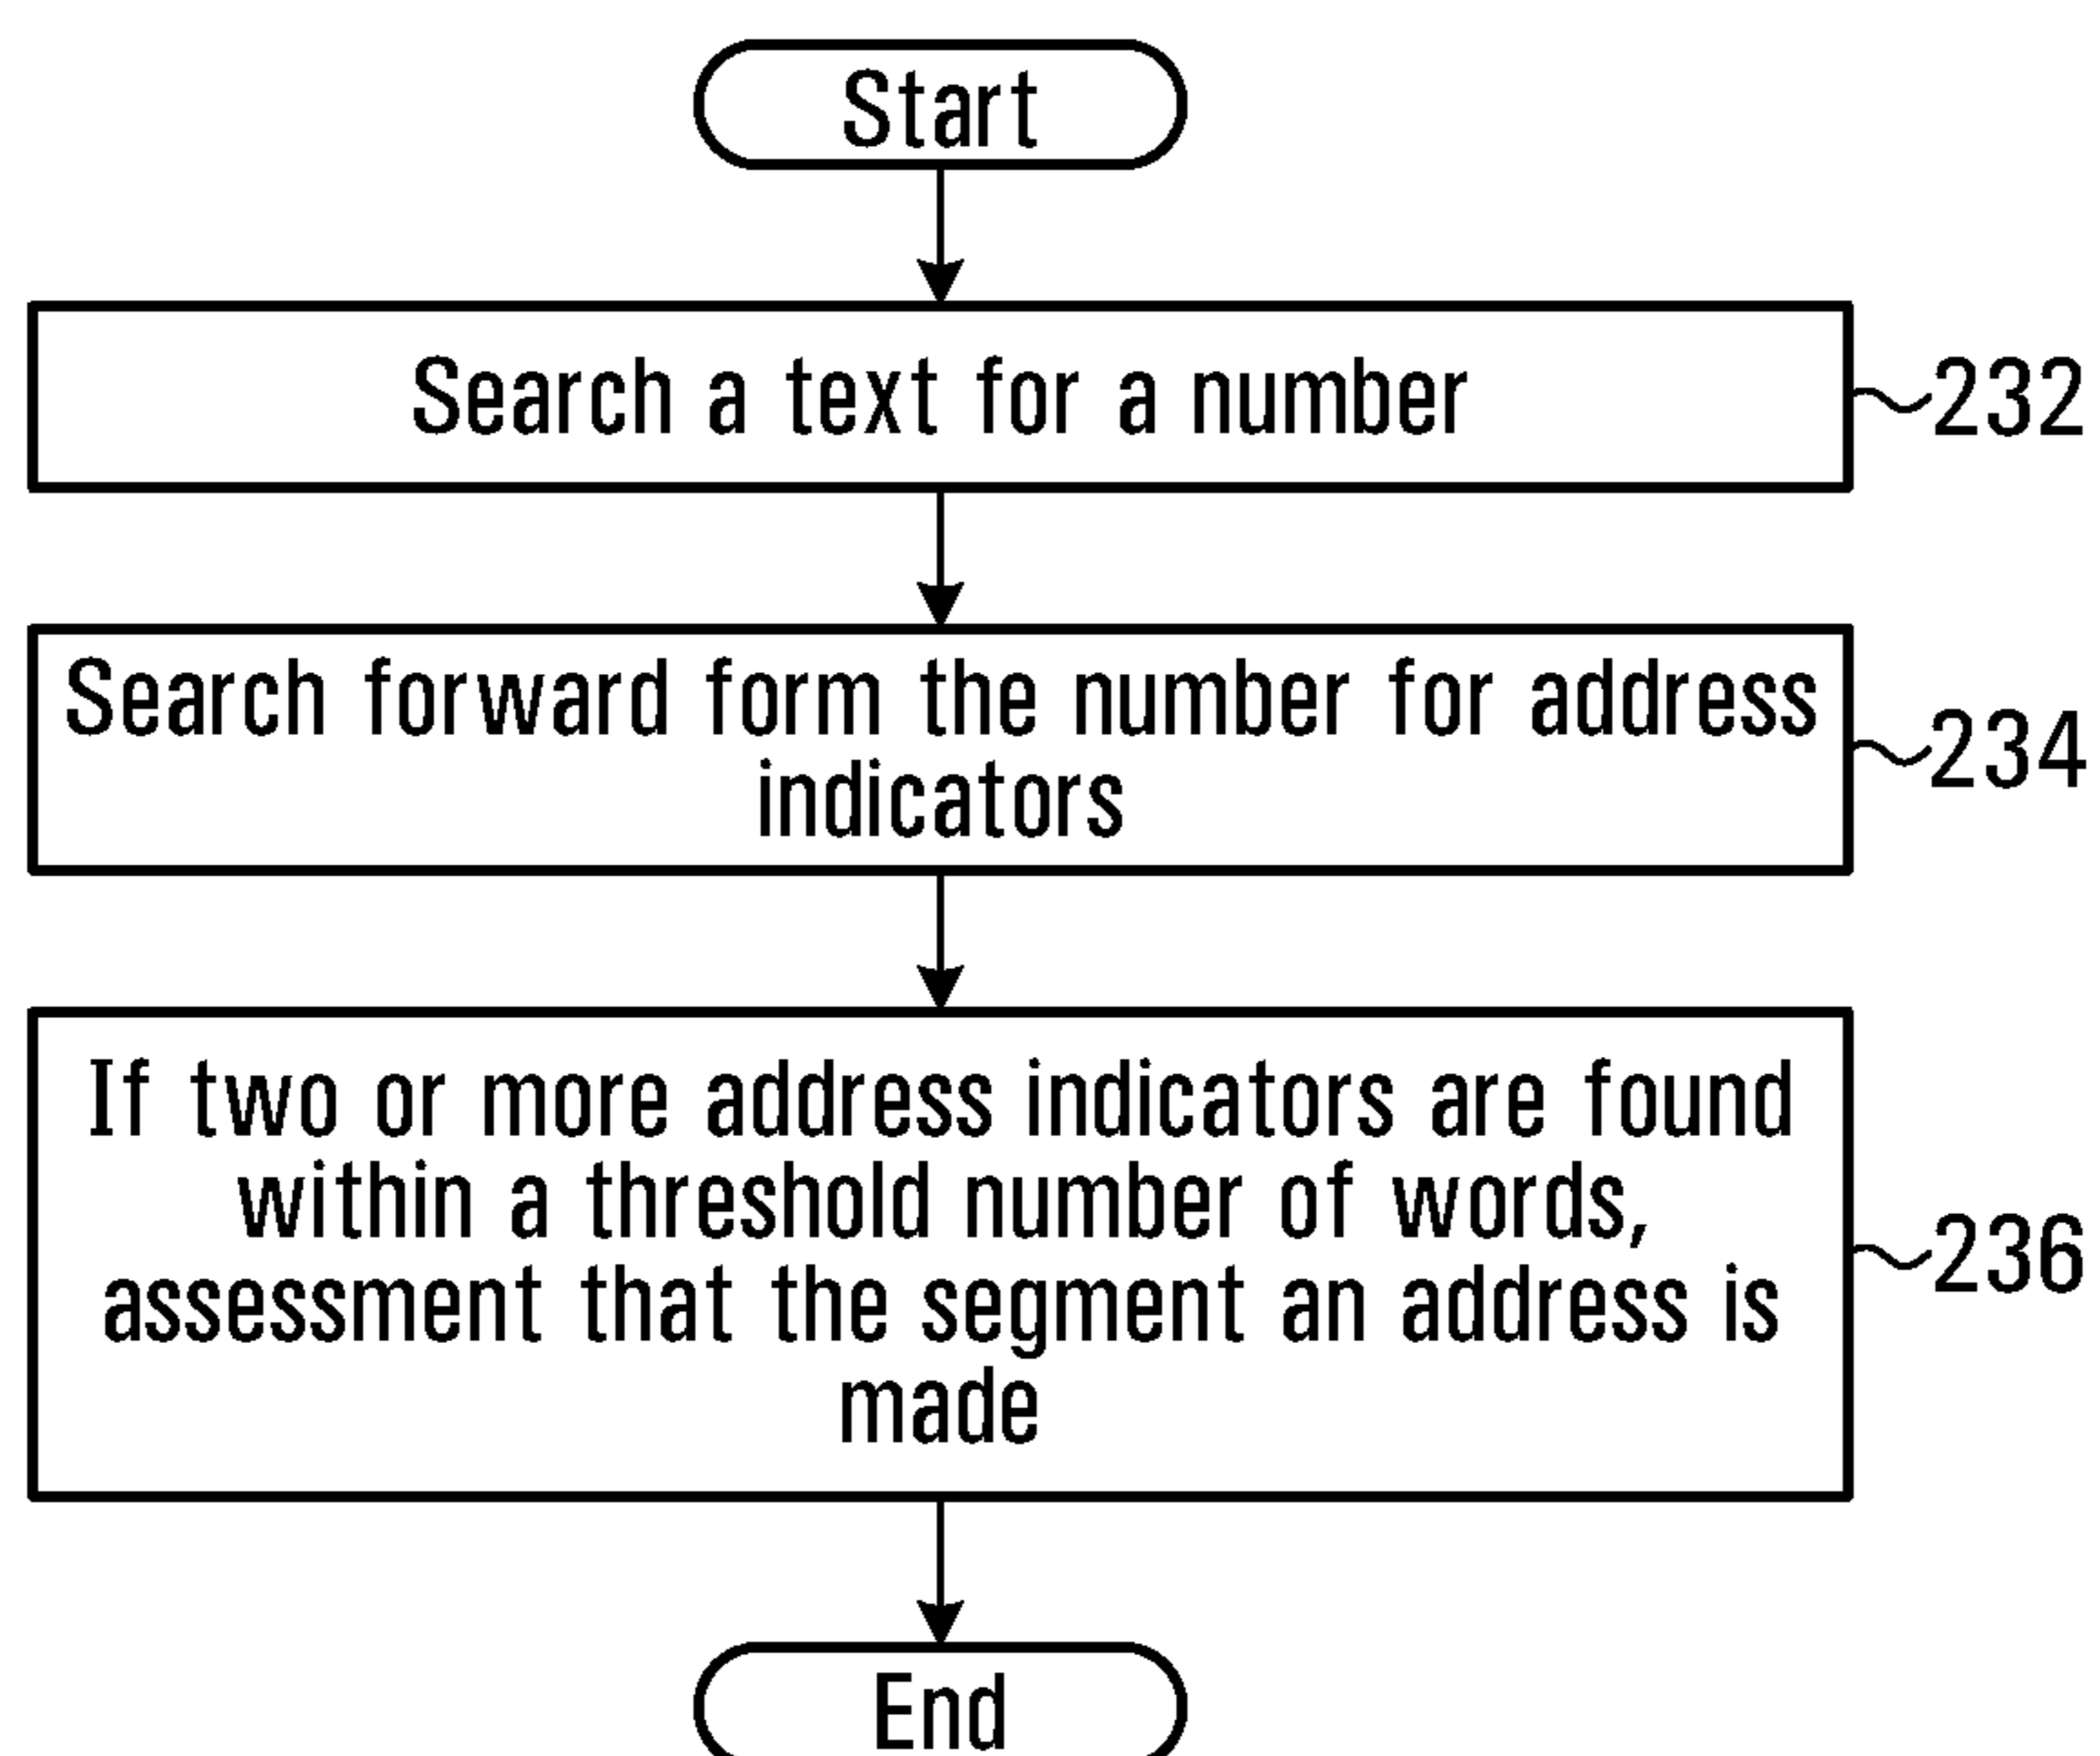 Start
Search a text for a number
232
Search forward form the number for address
indicators
234
If two or more address indicators are found
within a threshold number of words,
assessment that the segment an address is
made
236
End